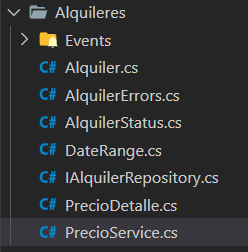 Alquileres
Events
C# Alquiler.cs
C# AlquilerErrors.cs
C# AlquilerStatus.cs
C# DateRange.cs
C# IAlquilerRepository.cs
C# PrecioDetalle.cs
C# PrecioService.cs